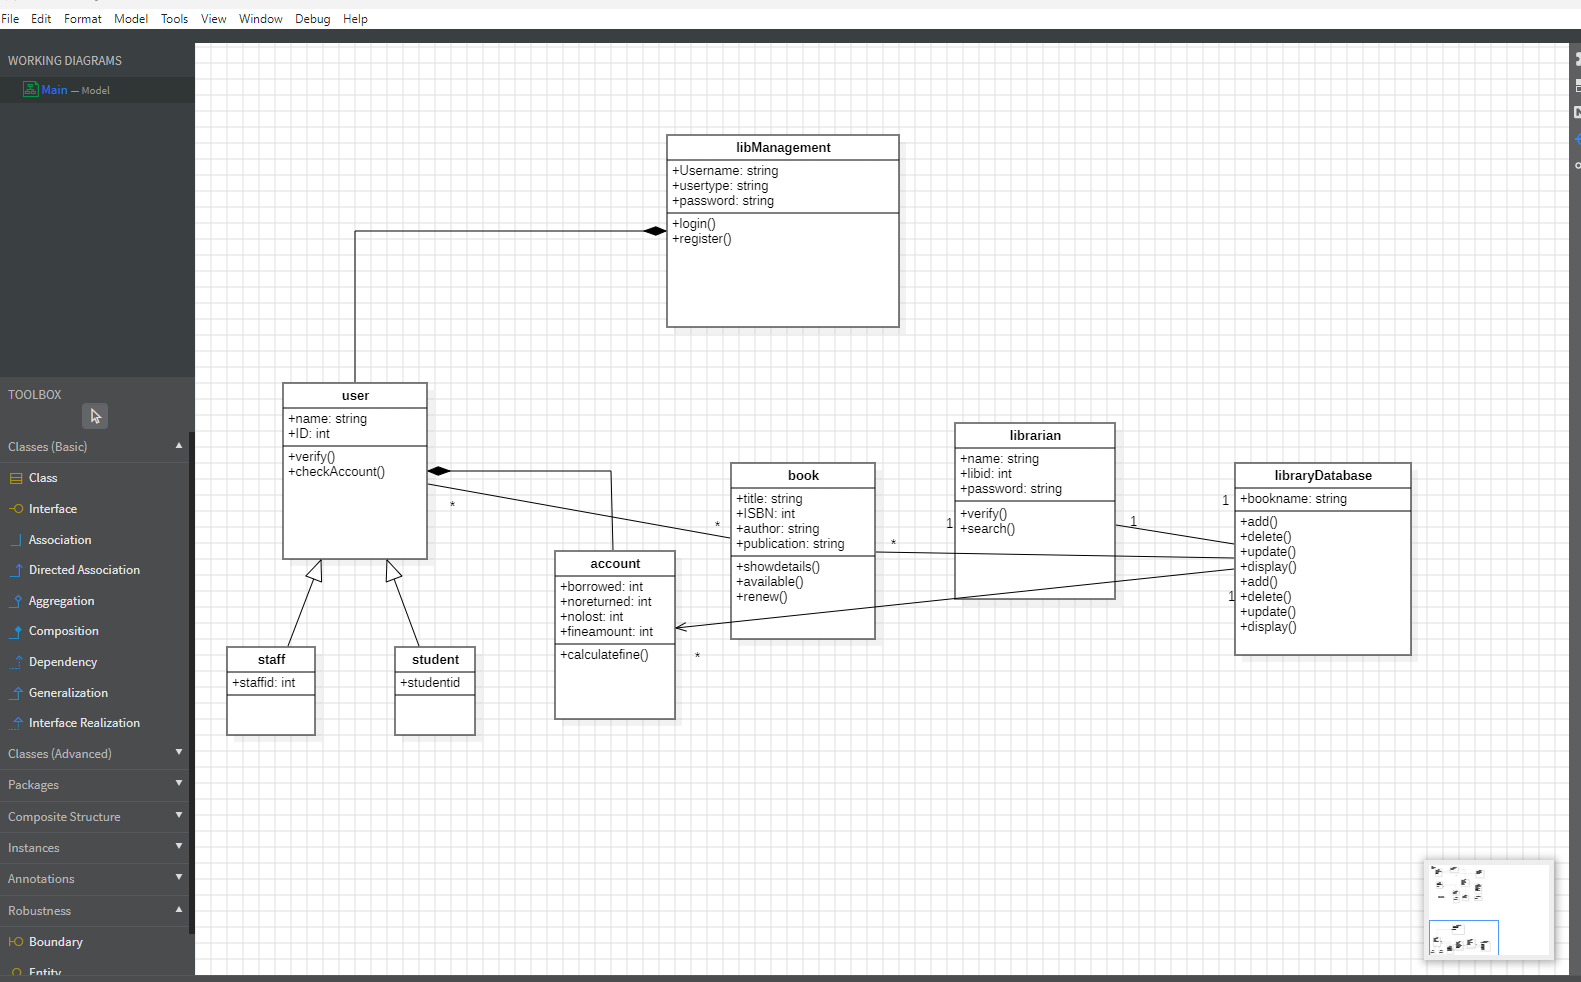 File Edit Format Model Tools View Window Debug Help
WORKING DIAGRAMS
Main — Model
TOOLBOX
Classes (Basic)
Class
Interface
Association
Directed Association
Aggregation
Composition
Dependency
Generalization
Interface Realization
Classes (Advanced)
Packages
Composite Structure
Instances
Annotations
Robustness
Boundary
Entity
libManagement
+Username: string
+usertype: string
+password: string
+login()
+register()
user
+name: string
+ID: int
+verify()
+checkAccount()
*
*
staff
+staffid: int
student
+studentid
account
+borrowed: int
+noreturned: int
+nolost: int
+fineamount: int
+calculatefine()
*
book
+title: string
+ISBN: int
+author: string
+publication: string
+showdetails()
+available()
+renew()
*
1
librarian
+name: string
+libid: int
+password: string
+verify()
+search()
1
1
1
libraryDatabase
+bookname: string
+add()
+delete()
+update()
+display()
+add()
+delete()
+update()
+display()